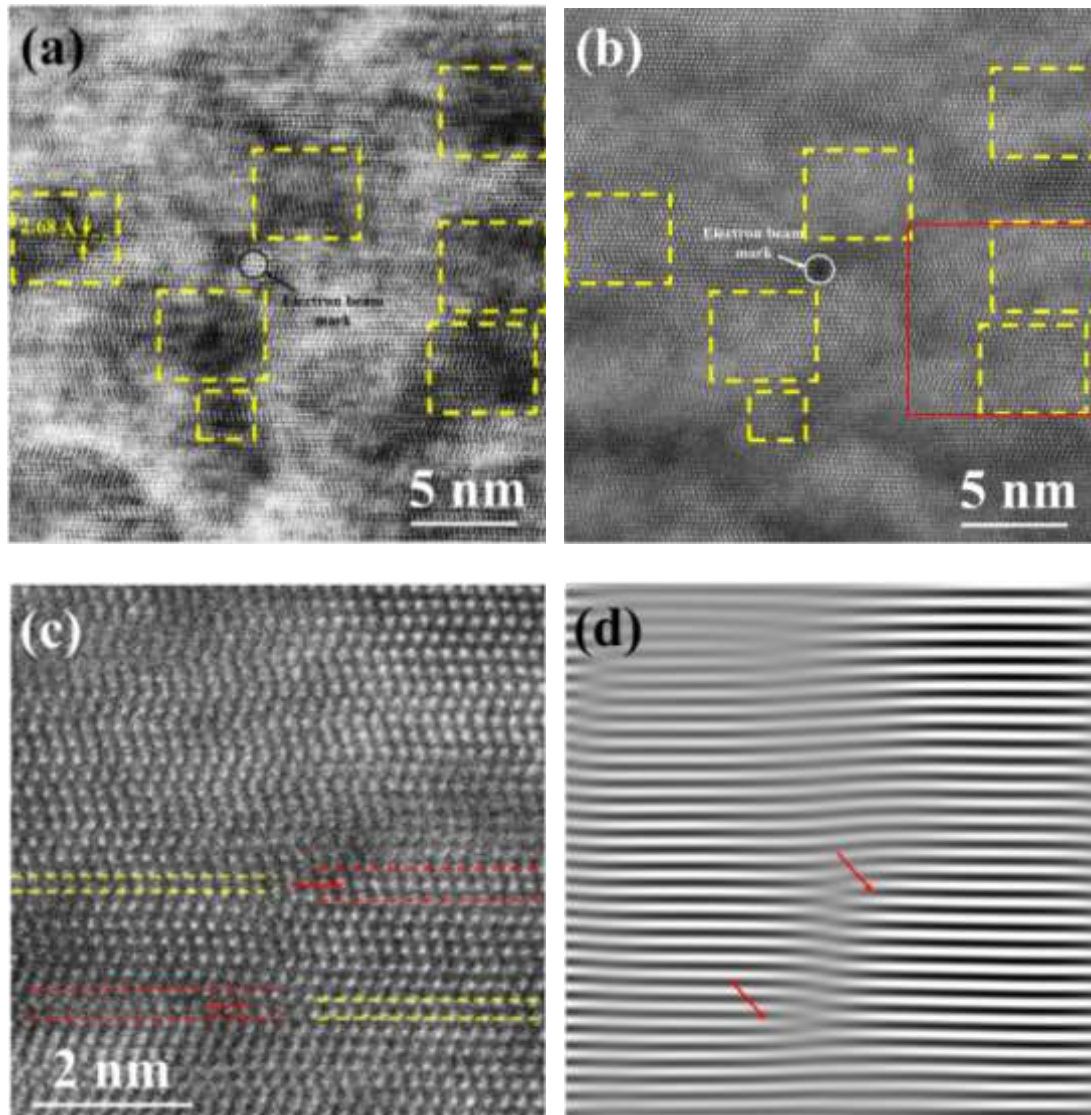 (a)
2.68 Å
Electron beam
mark
5 nm
(b)
Electron beam
mark
5 nm
(c)
2 nm
(d)